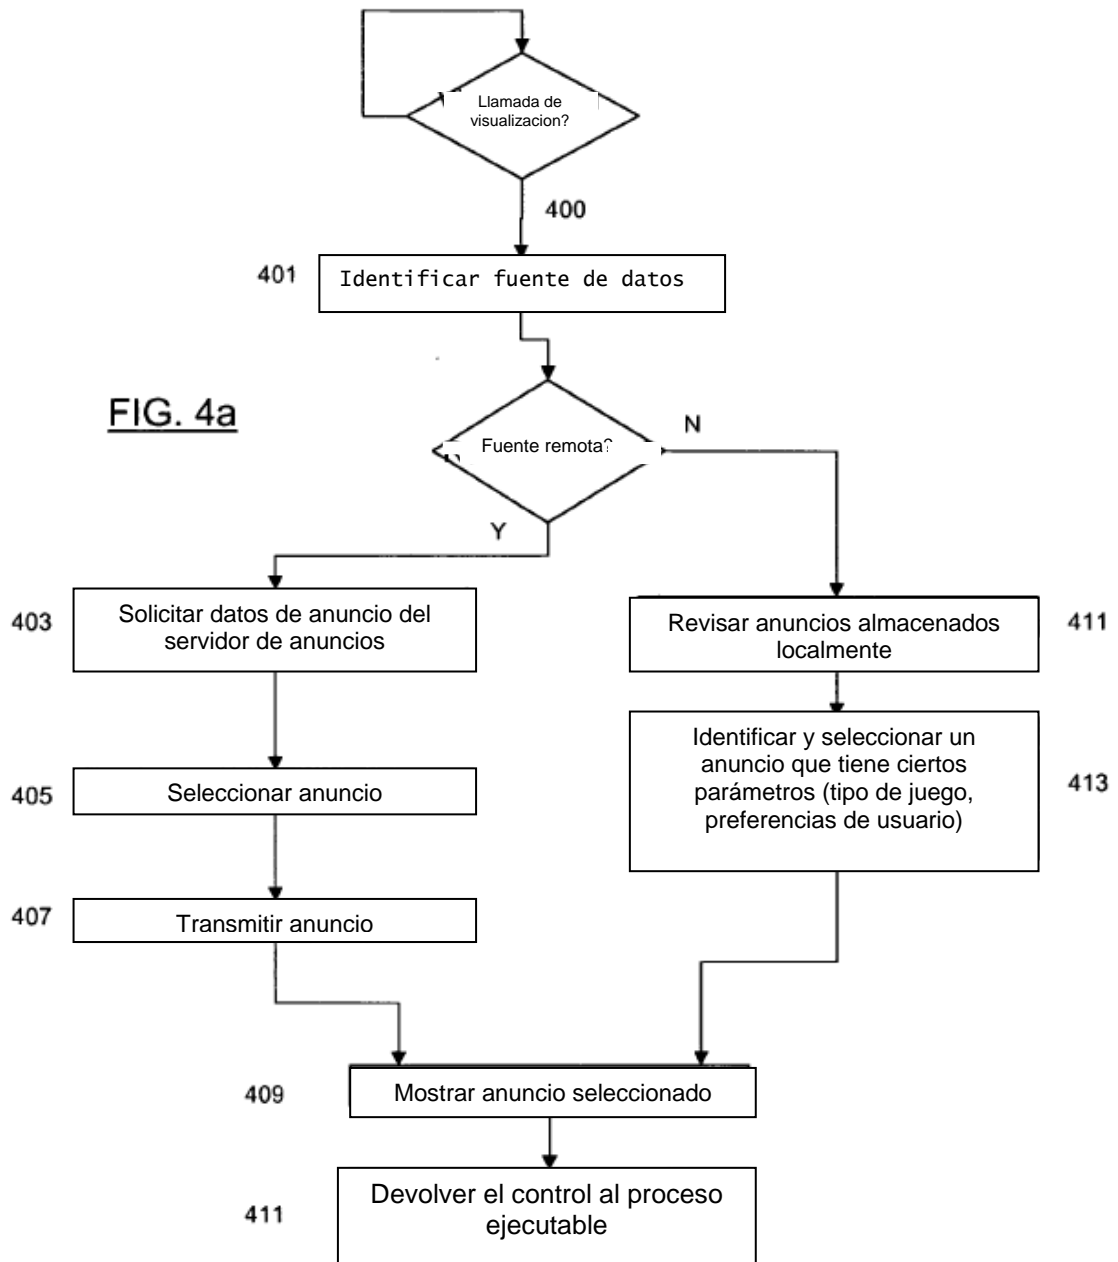 Llamada de
visualizacion?
400
401
Identificar fuente de datos
FIG. 4a
Fuente remota?
N
Y
403
Solicitar datos de anuncio del
servidor de anuncios
Revisar anuncios almacenados
localmente
411
405
Seleccionar anuncio
Identificar y seleccionar un
anuncio que tiene ciertos
parámetros (tipo de juego,
preferencias de usuario)
413
407
Transmitir anuncio
409
Mostrar anuncio seleccionado
411
Devolver el control al proceso
ejecutable